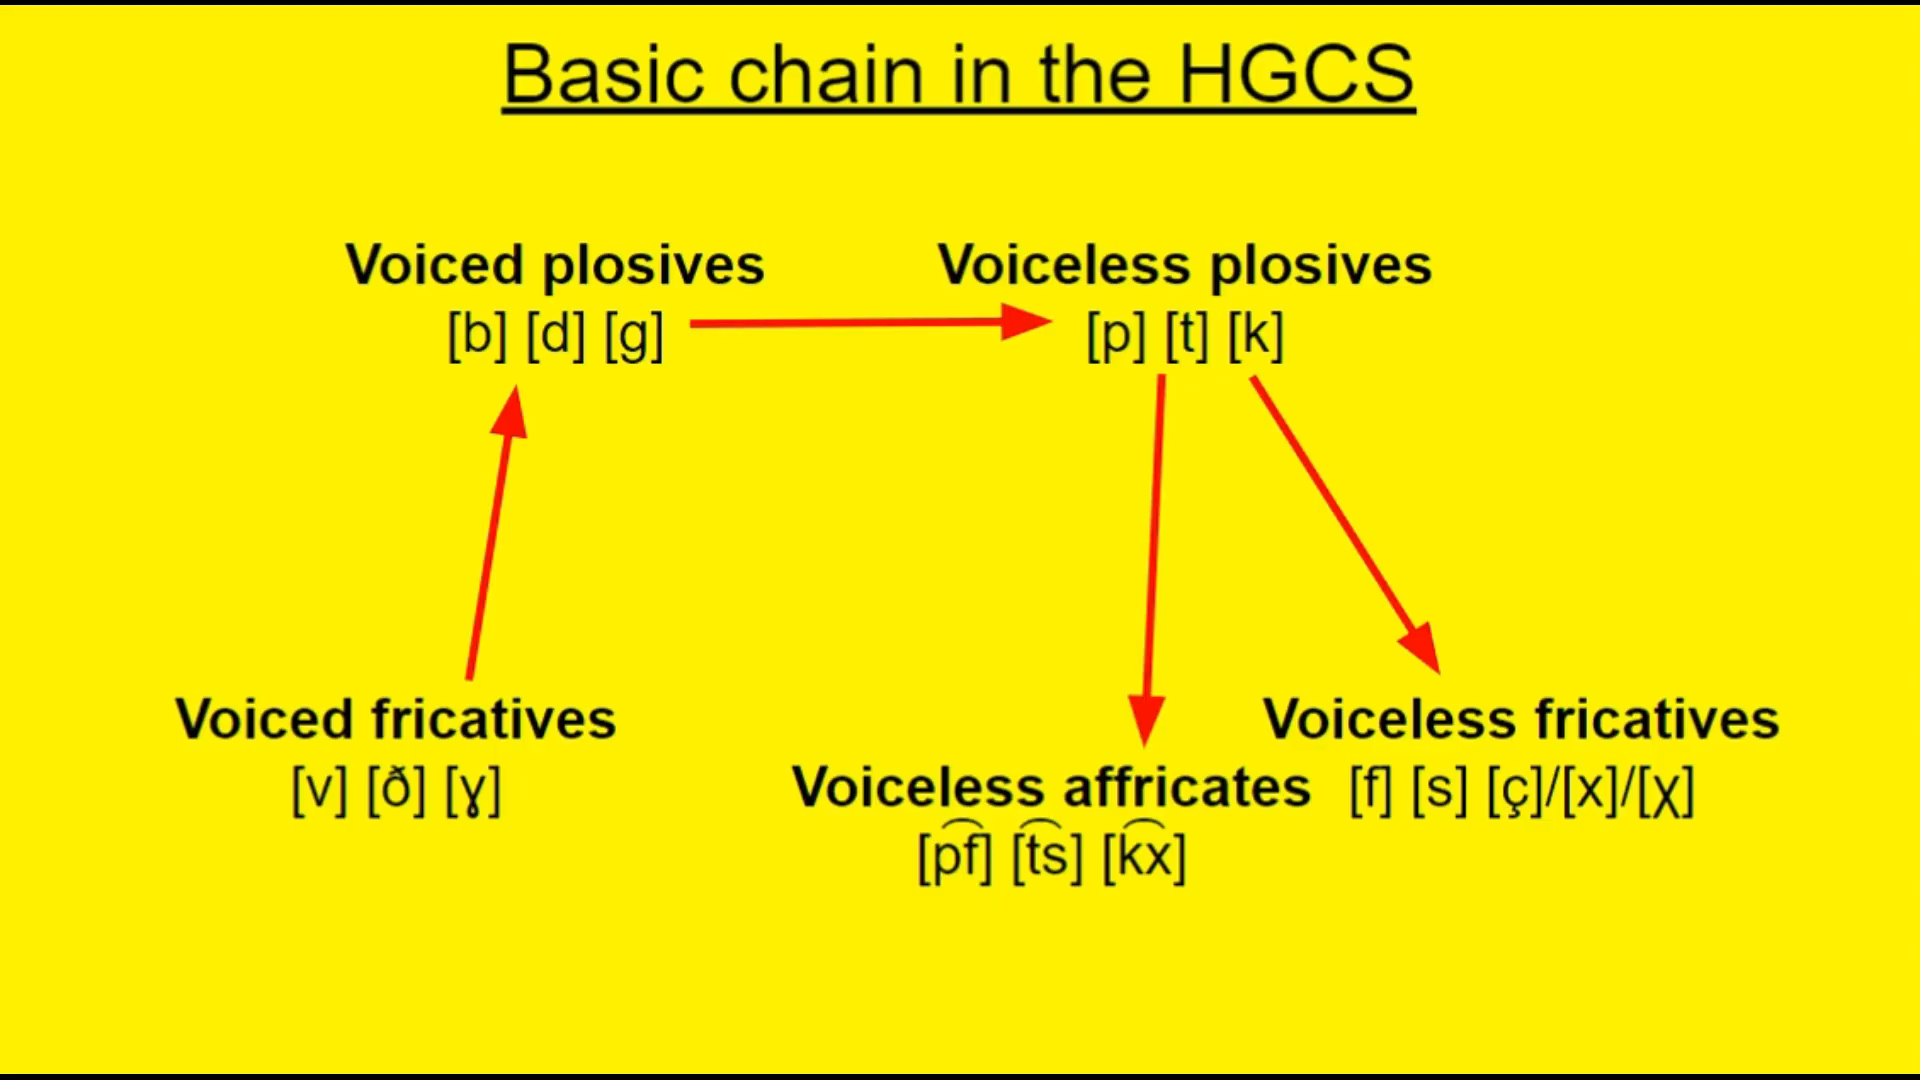 Basic chain in the HGCS
Voiced plosives
[b] [d] [g]
Voiceless plosives
[p] [t] [k]
Voiced fricatives
[v] [ð] [ɣ]
Voiceless affricates
[p͡f] [t͡s] [k͡x]
Voiceless fricatives
[f] [s] [ç]/[x]/[χ]